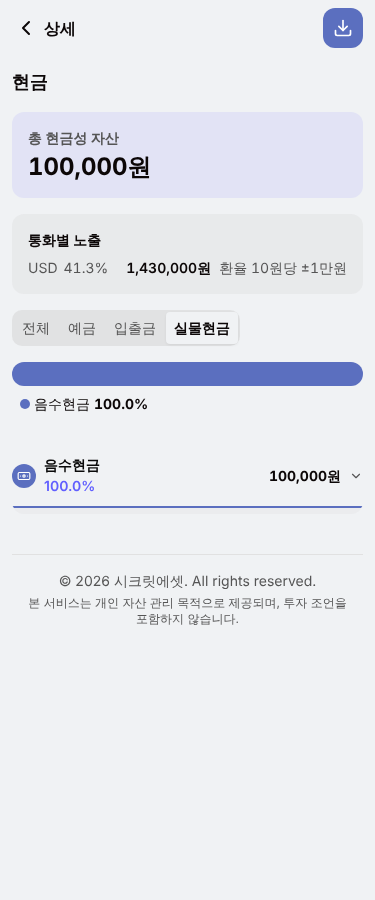 상세
현금
총 현금성 자산
100,000원
통화별 노출
USD 41.3% 1,430,000원 환율 10원당 ±1만원
전체 예금 입출금 실물현금
음수현금 100.0%
음수현금
100.0%
100,000원
© 2026 시크릿에셋. All rights reserved.
본 서비스는 개인 자산 관리 목적으로 제공되며, 투자 조언을
포함하지 않습니다.